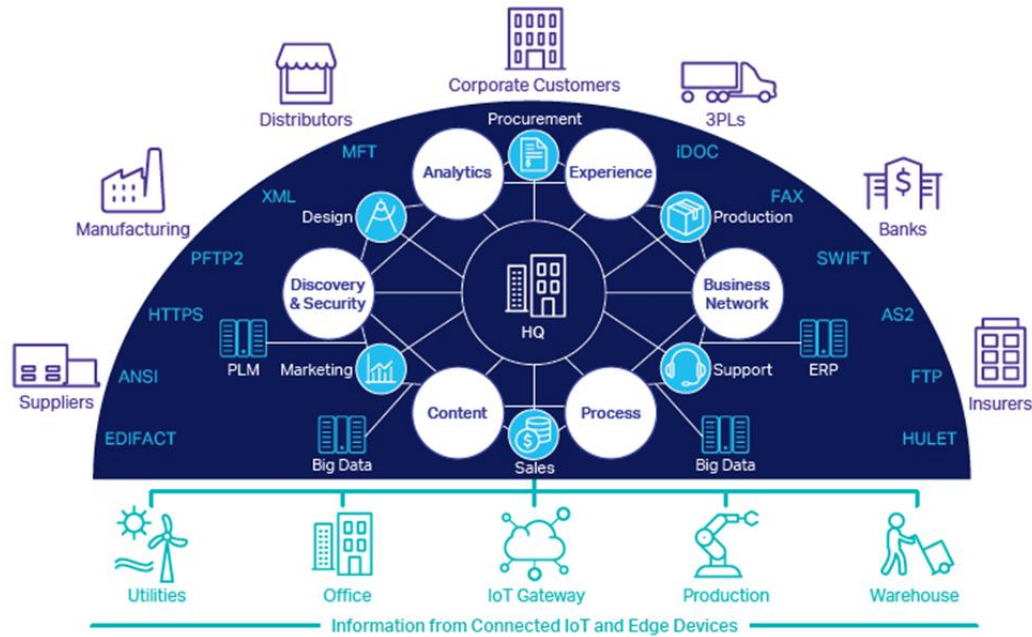 Corporate Customers
Distributors
3PLs
Procurement
MFT
Analytics
Experience
iDOC
XML
FAX
Design
Production
Manufacturing
Banks
PFTP2
SWIFT
Discovery
& Security
Business
Network
HTTPS
AS2
HQ
PLM
Marketing
Support
ERP
ANSI
FTP
Suppliers
Insurers
Content
Process
EDIFACT
HULET
Big Data
Sales
Big Data
Utilities
Office
IoT Gateway
Production
Warehouse
Information from Connected IoT and Edge Devices